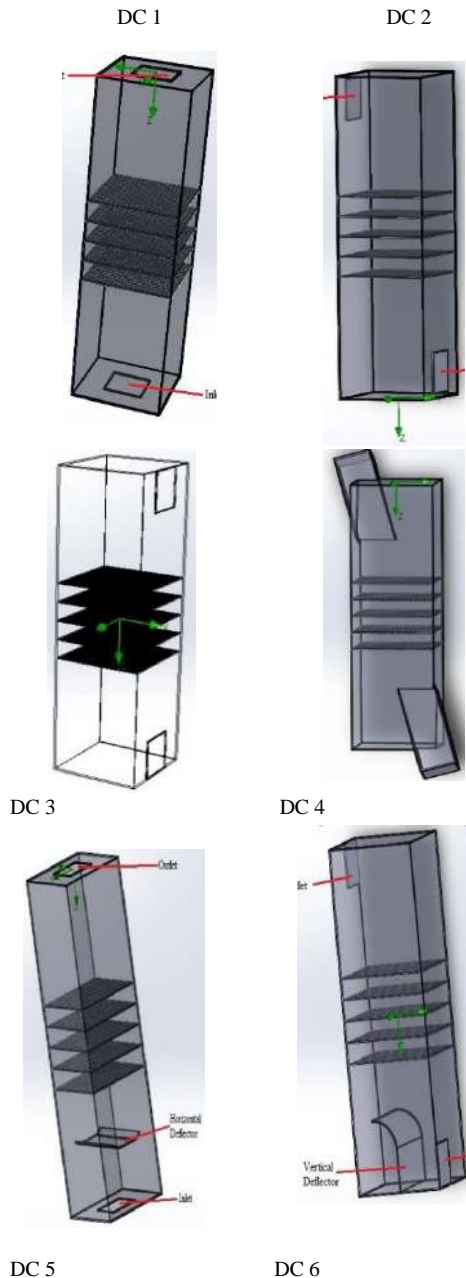 DC 1 DC 2
DC 3 DC 4
Outlet
Horizontal
Deflector
Inlet
Vertical
Deflector
DC 5 DC 6